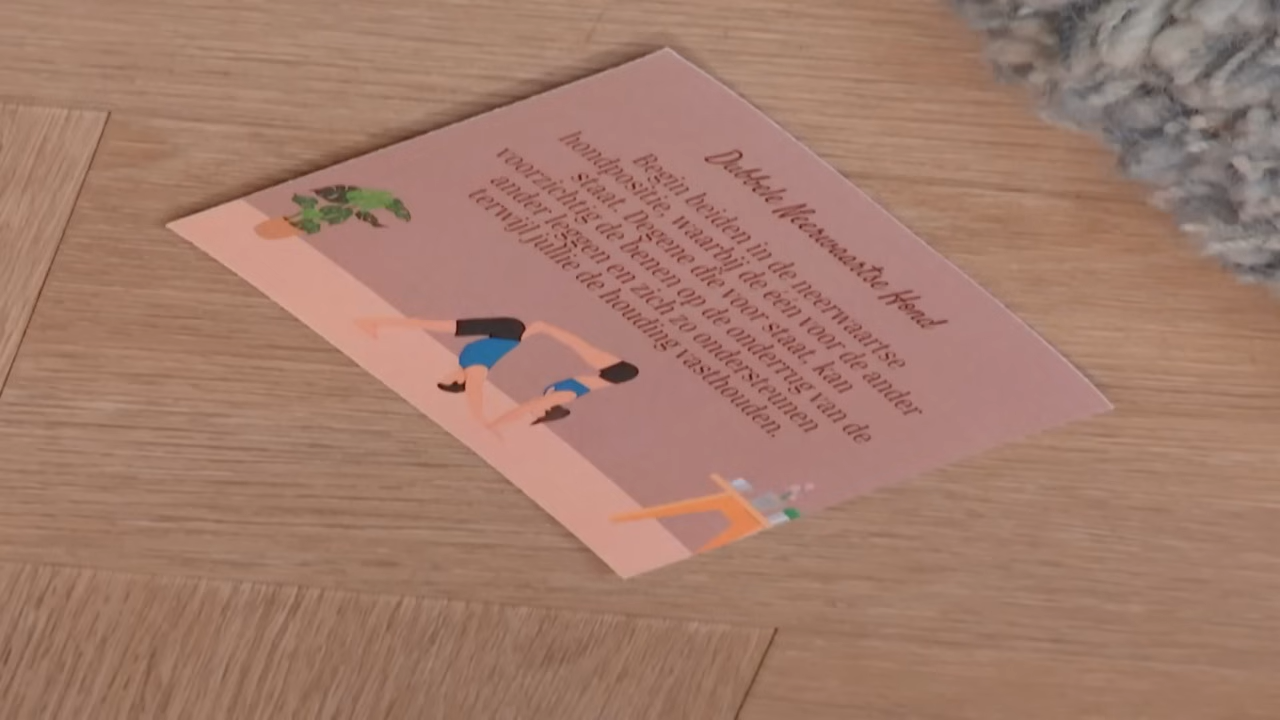 Dubbele Neerwaartse Hond
Begin beiden in de neerwaartse
hondpositie, waarbij de één voor de ander
staat. Degene die voor staat, kan
voorzichtig de benen op de onderrug van de
ander leggen en zich zo ondersteunen
terwijl jullie de houding vasthouden.